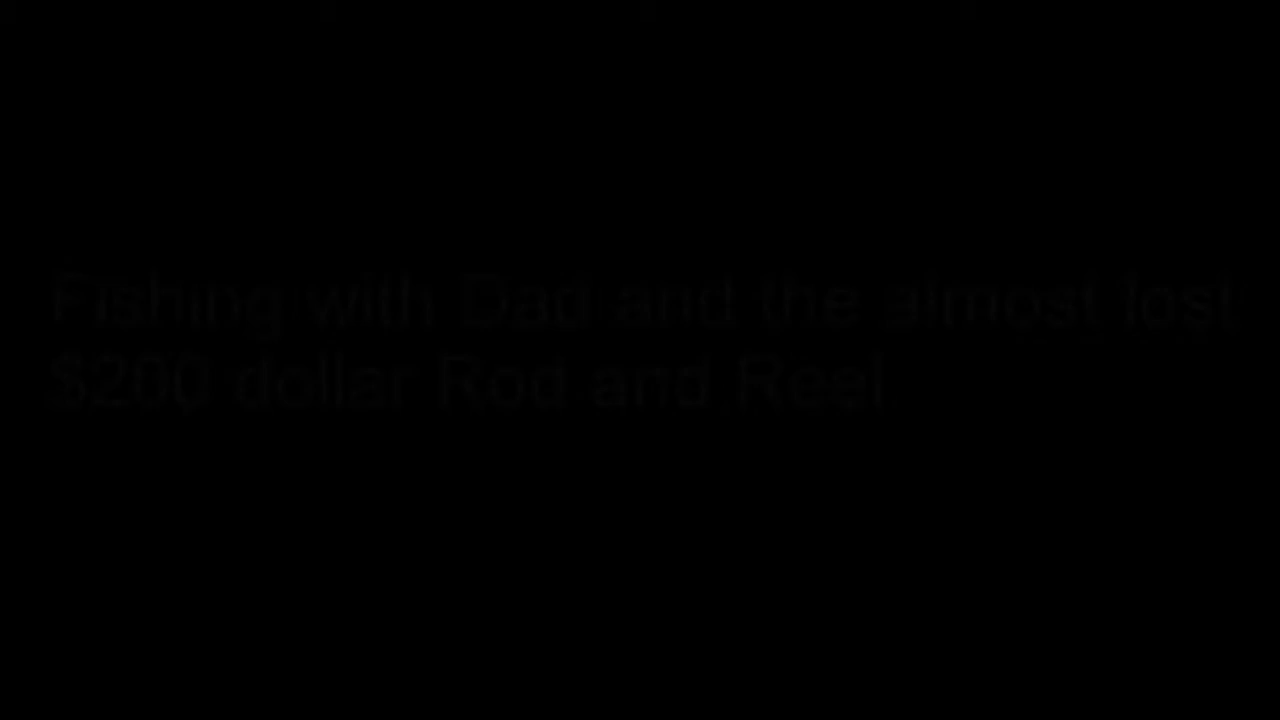 Fishing with Dad and the almost lost
$200 dollar Rod and Reel